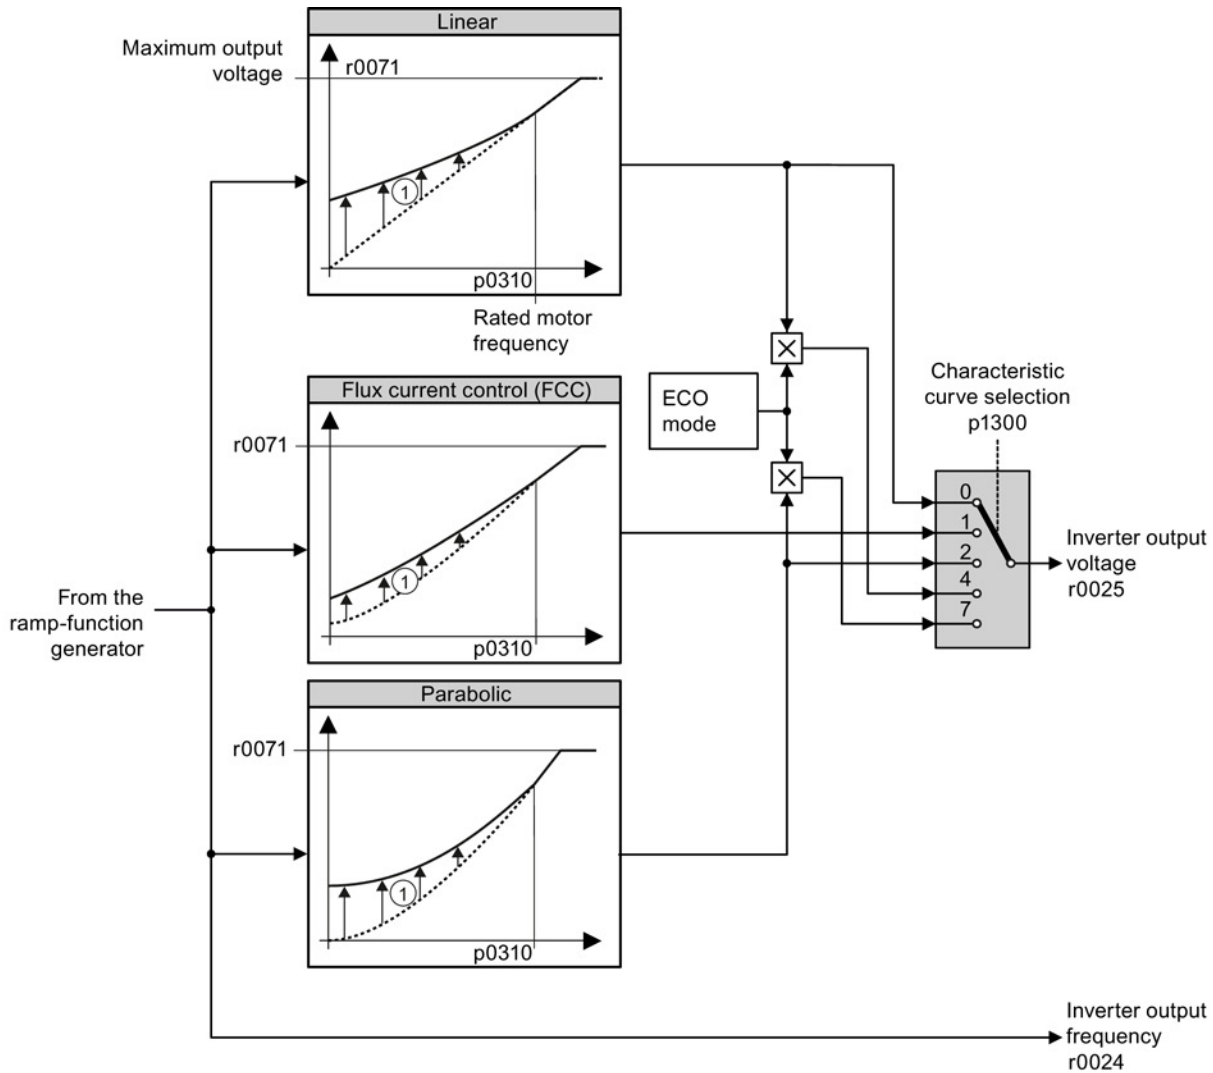 Linear
Maximum output
voltage
r0071
1
p0310
Rated motor
frequency
Flux current control (FCC)
r0071
1
p0310
ECO
mode
Characteristic
curve selection
p1300
0
1
2
4
7
Inverter output
voltage
r0025
From the
ramp-function
generator
Parabolic
r0071
1
p0310
Inverter output
frequency
r0024